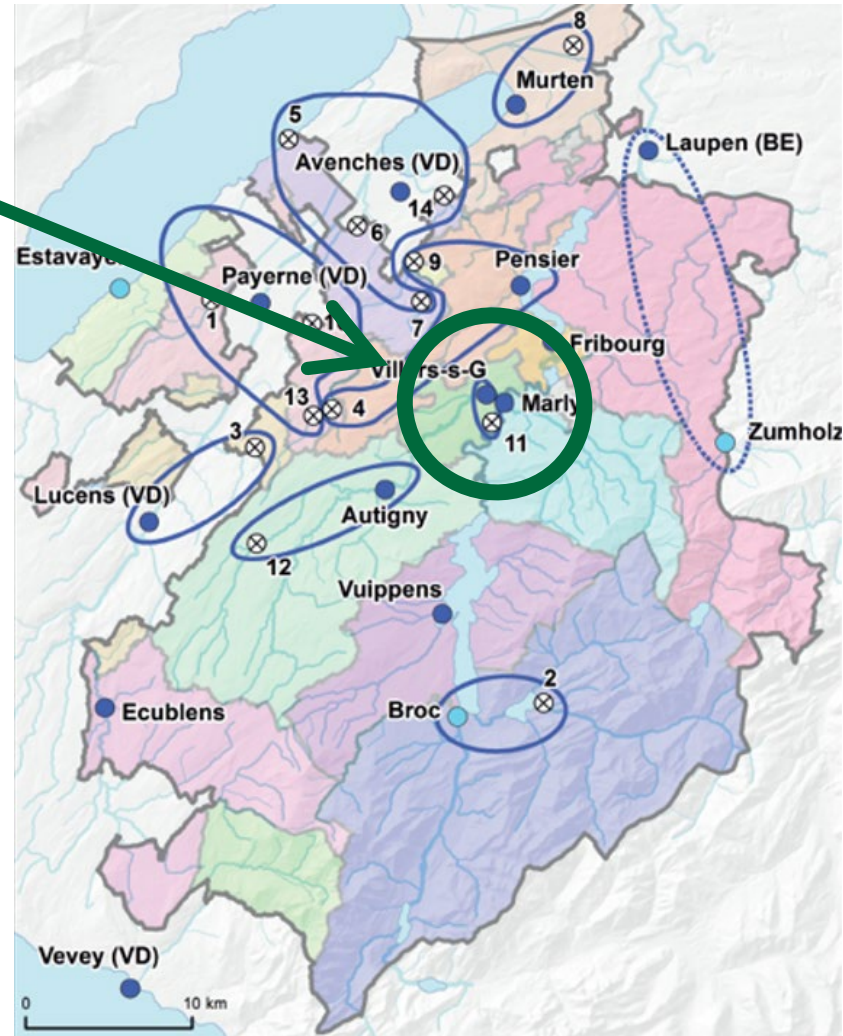 8
Murten
5
Laupen (BE)
Avenches (VD)
14
6
9
Pensier
Payerne (VD)
1
7
Fribourg
13
4
Marly
11
3
Zumholz
Lucens (VD)
Autigny
12
Vuippens
2
Broc
Ecublens
Vevey (VD)
0
10 km